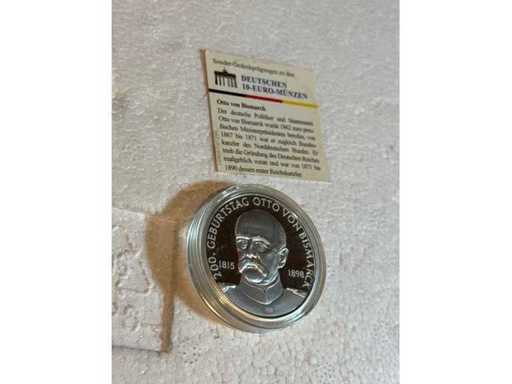 Sonder-Gedenkprägungen zu den
DEUTSCHEN
10-EURO-MÜNZEN
Otto von Bismarck
Der deutsche Politiker und Staatsmann
Otto von Bismarck wurde 1862 zum preu-
ßischen Ministerpräsidenten berufen, von
1867 bis 1871 war er zugleich Bundes-
kanzler des Norddeutschen Bundes. Er
trieb die Gründung des Deutschen Reiches
maßgeblich voran und war von 1871 bis
1890 dessen erster Reichskanzler.
200. GEBURTSTAG OTTO VON BISMARCK
1815
1898